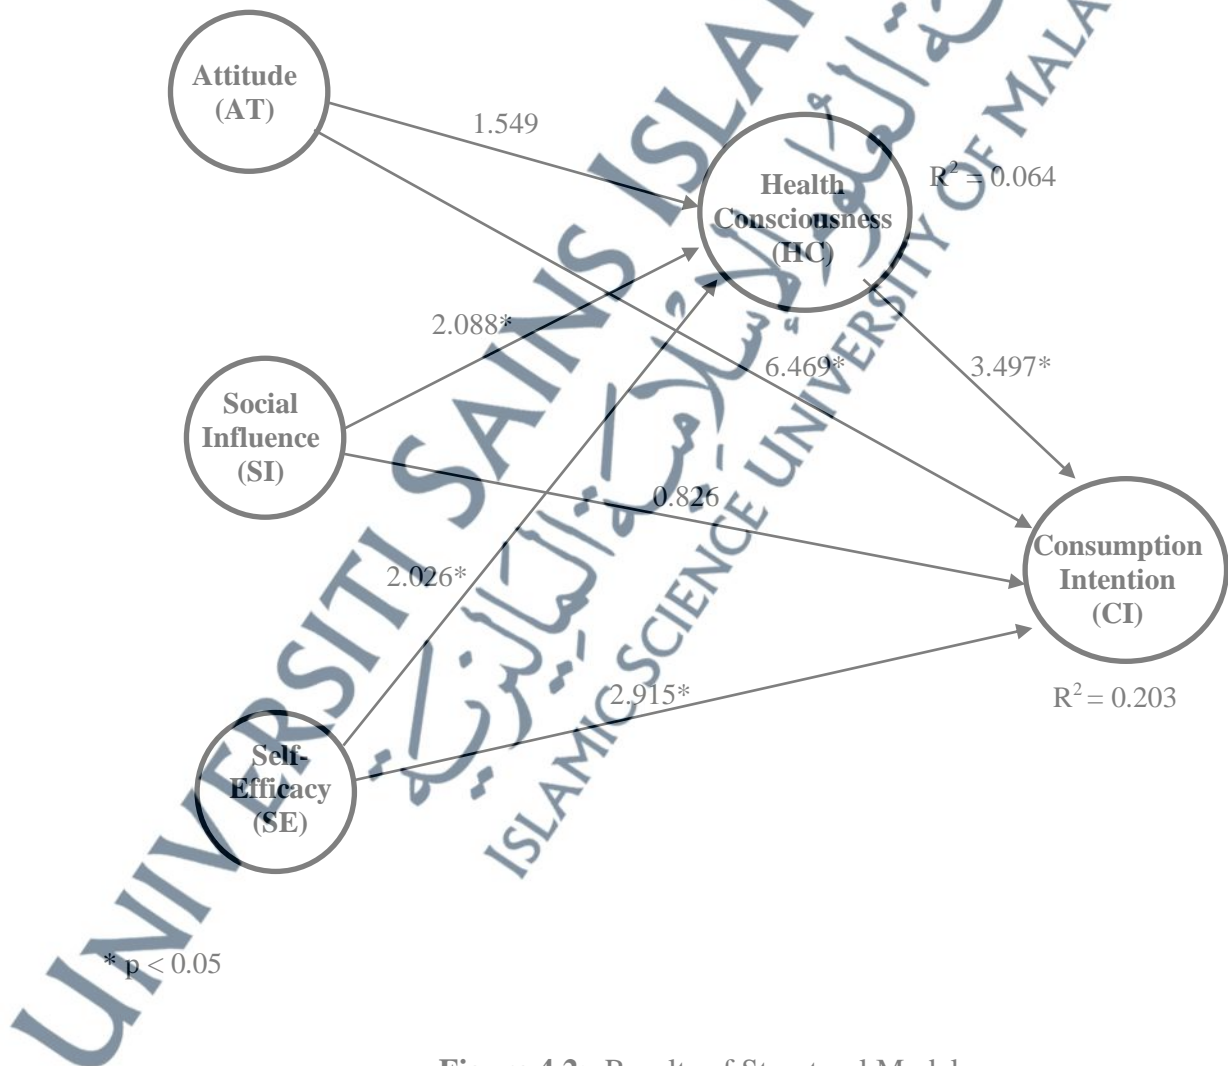 Attitude
(AT)
1.549
Health
Consciousness
(HC)
R² = 0.064
2.088*
6.469*
3.497*
Social
Influence
(SI)
0.826
Consumption
Intention
(CI)
2.026*
R² = 0.203
2.915*
Self-
Efficacy
(SE)
* p < 0.05
UNIVERSITI SAINS ISLA
ISLAMIC SCIENCE UNIVERSITY OF MALA